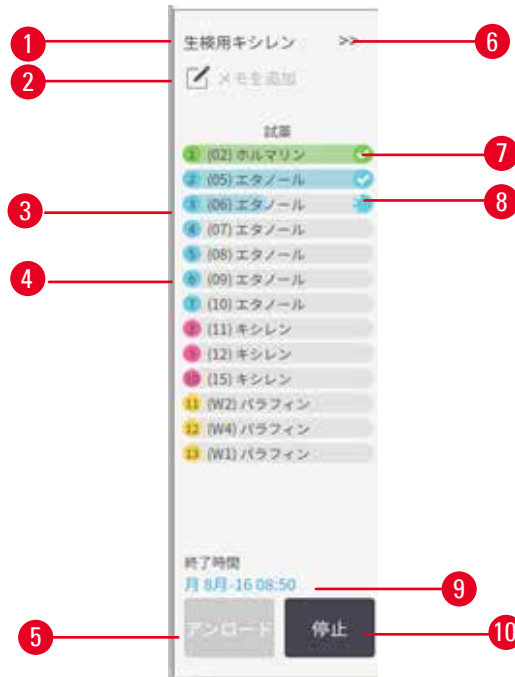 1 生検用キシレン >> 6
2 メモを追加
試薬
1 (02) ホルマリン 7
2 (05) エタノール
3 3 (06) エタノール 8
4 (07) エタノール
5 (08) エタノール
4 6 (09) エタノール
7 (10) エタノール
8 (11) キシレン
9 (12) キシレン
10 (15) キシレン
11 (W2) パラフィン
12 (W4) パラフィン
13 (W1) パラフィン
終了時間
月 8月-16 08:50 9
5 アンロード 停止 10